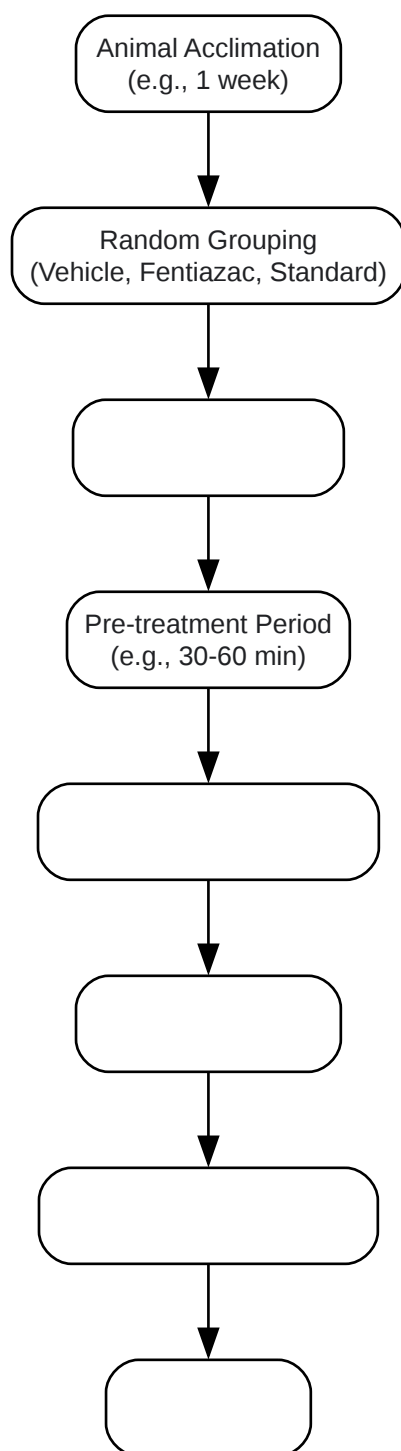 Animal Acclimation
(e.g., 1 week)
Random Grouping
(Vehicle, Fentiazac, Standard)
Pre-treatment Period
(e.g., 30-60 min)